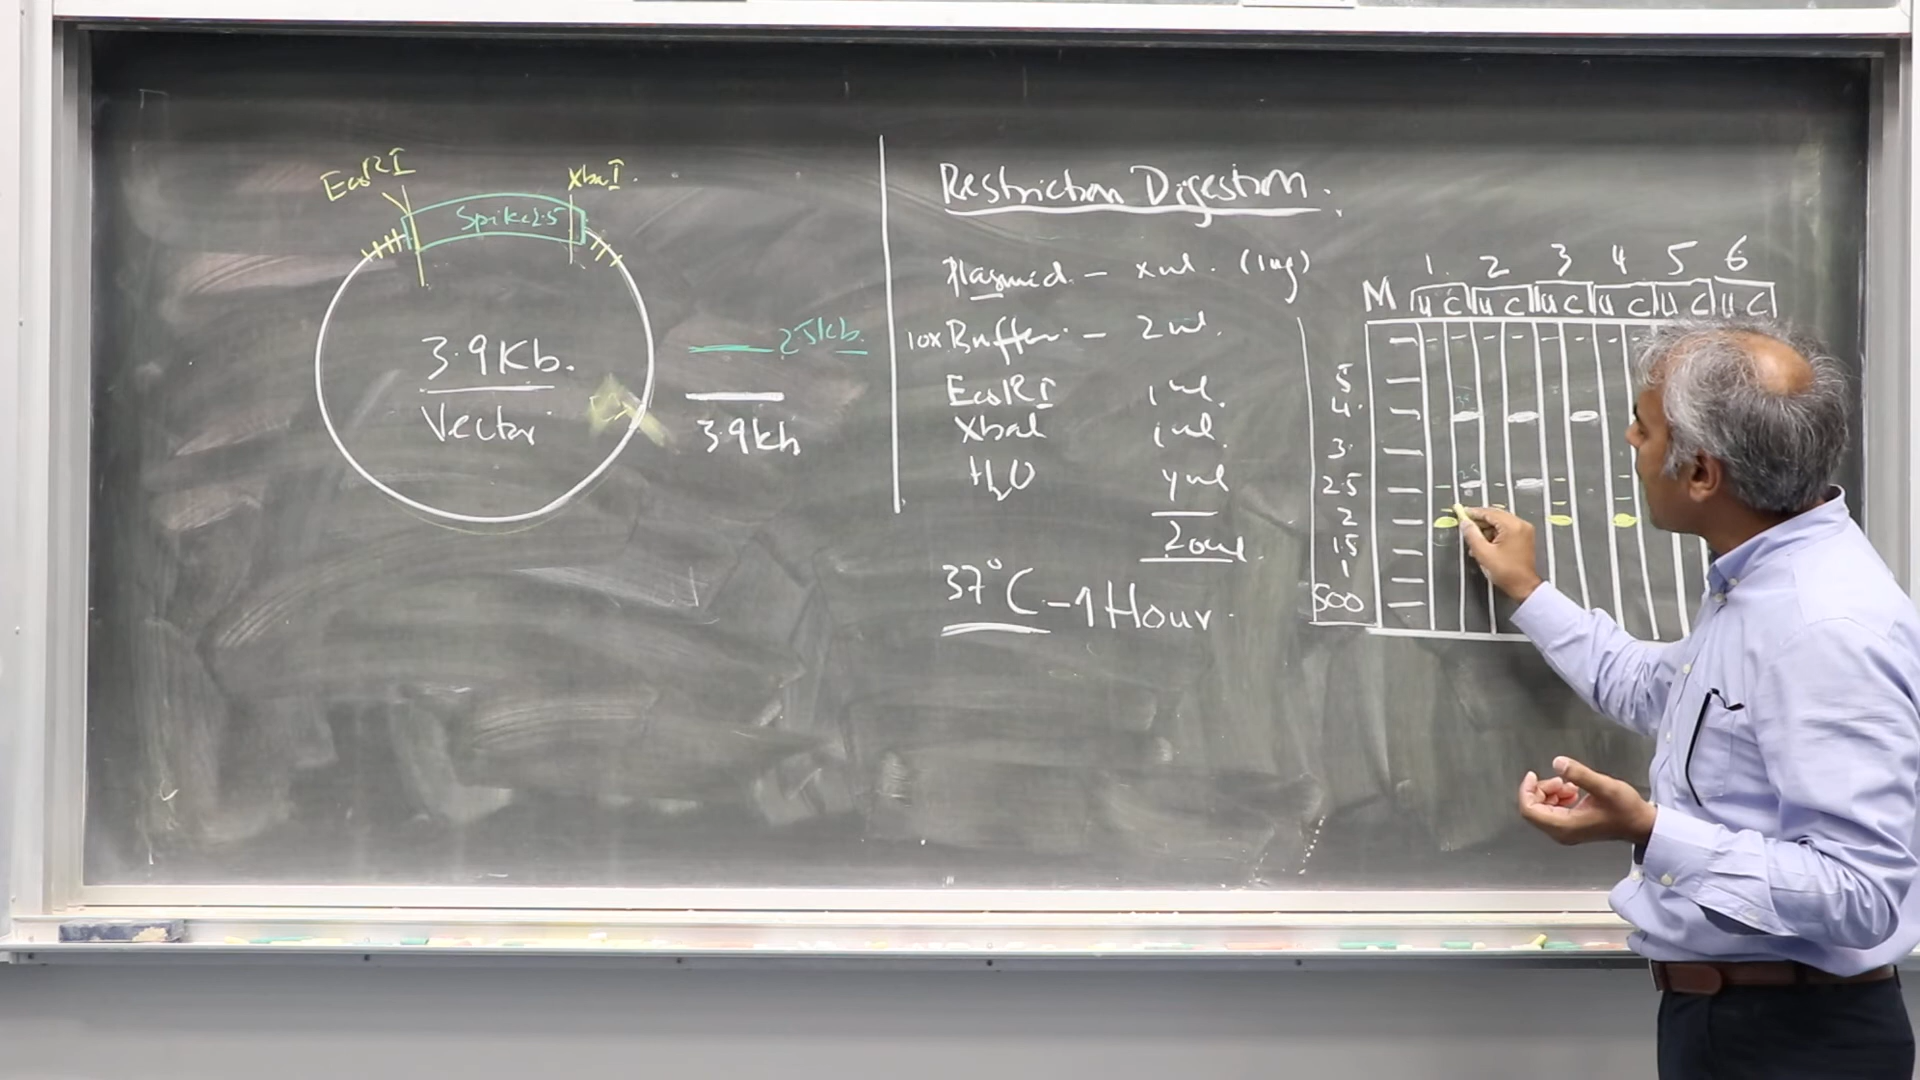 EcoRI
XbaI.
Spike2.5
3.9Kb.
Vector
2.5kb.
3.9kb
Restriction Digestion.
Plasmid - xul. (1ug)
10x Buffer - 2ul.
EcoRI 1ul.
XbaI 1ul.
H2O yul
20ul.
37°C - 1 Hour.
1. 2 3 4 5 6
M U C U C U C U C U C U C
5
4.
3.
2.5
2
1.5
1
500